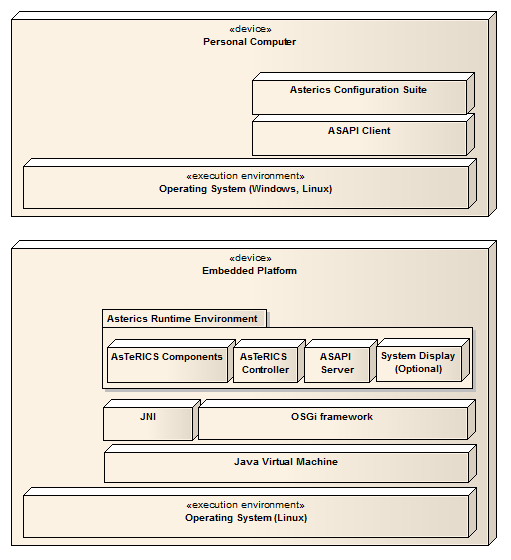 «device»
Personal Computer
Asterics Configuration Suite
ASAPI Client
«execution environment»
Operating System (Windows, Linux)
«device»
Embedded Platform
Asterics Runtime Environment
AsTeRICS Components
AsTeRICS
Controller
ASAPI
Server
System Display
(Optional)
JNI
OSGi framework
Java Virtual Machine
«execution environment»
Operating System (Linux)